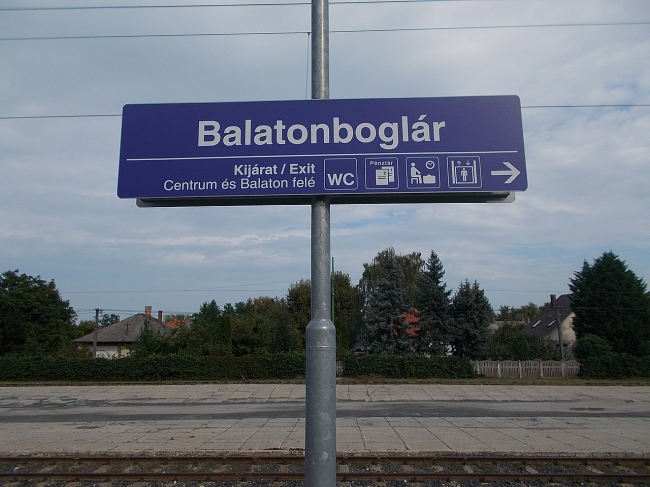 Balatonboglár
Kijárat / Exit
Centrum és Balaton felé
WC
Pénztár